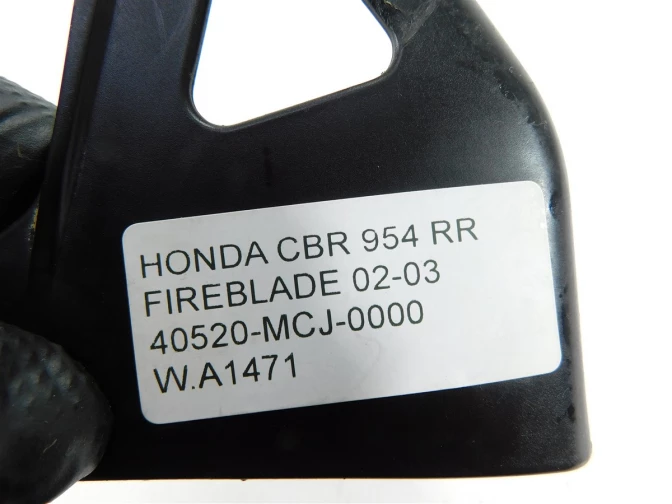 HONDA CBR 954 RR
FIREBLADE 02-03
40520-MCJ-0000
W.A1471